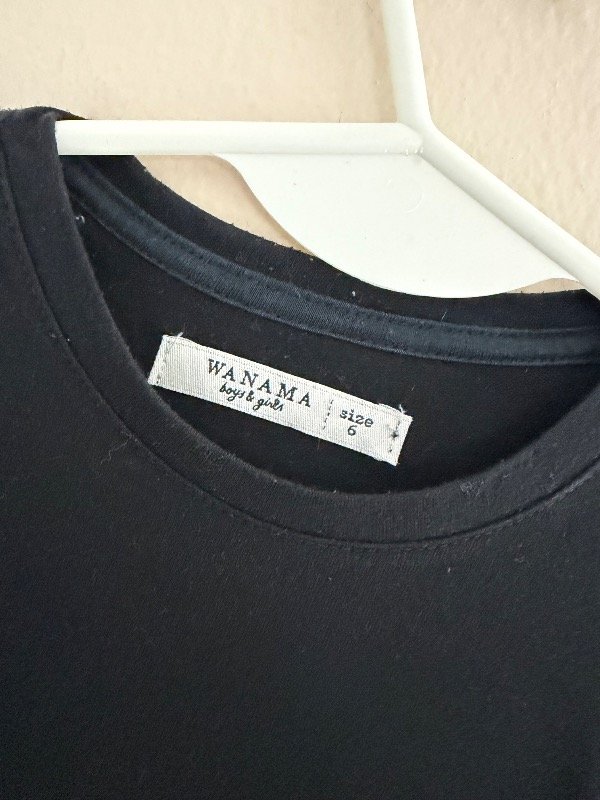 WANAMA
boys & girls
size
6